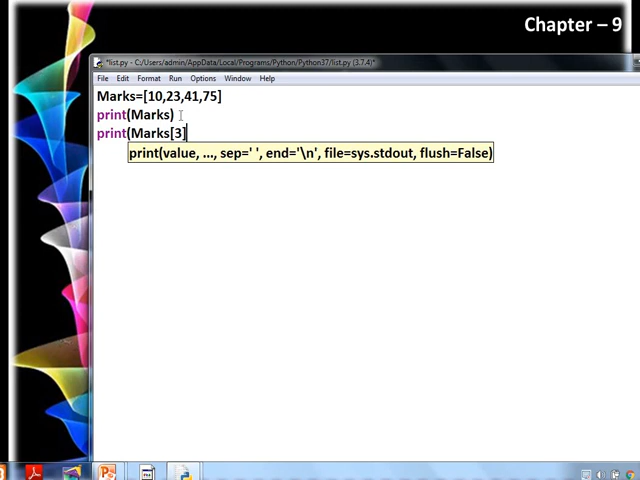 Chapter – 9
*list.py - C:/Users/admin/AppData/Local/Programs/Python/Python37/list.py (3.7.4)*
File Edit Format Run Options Window Help
Marks=[10,23,41,75]
print(Marks)
print(Marks[3]
print(value, ..., sep=' ', end='\n', file=sys.stdout, flush=False)